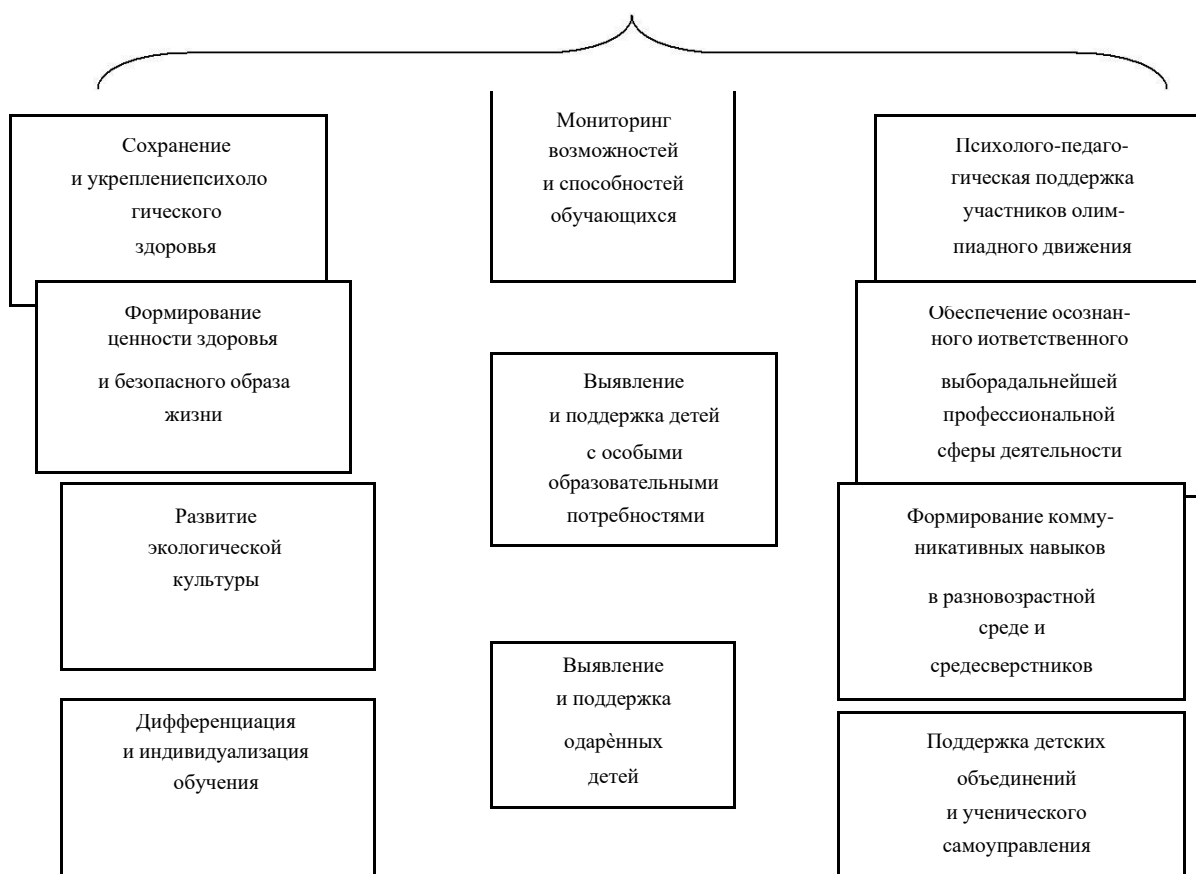 Сохранение
и укреплениепсихоло
гического
здоровья
Формирование
ценности здоровья
и безопасного образа
жизни
Развитие
экологической
культуры
Дифференциация
и индивидуализация
обучения
Мониторинг
возможностей
и способностей
обучающихся
Выявление
и поддержка детей
с особыми
образовательными
потребностями
Выявление
и поддержка
одарѐнных
детей
Психолого-педаго-
гическая поддержка
участников олим-
пиадного движения
Обеспечение осознан-
ного иответственного
выборадальнейшей
профессиональной
сферы деятельности
Формирование комму-
никативных навыков
в разновозрастной
среде и
средесверстников
Поддержка детских
объединений
и ученического
самоуправления